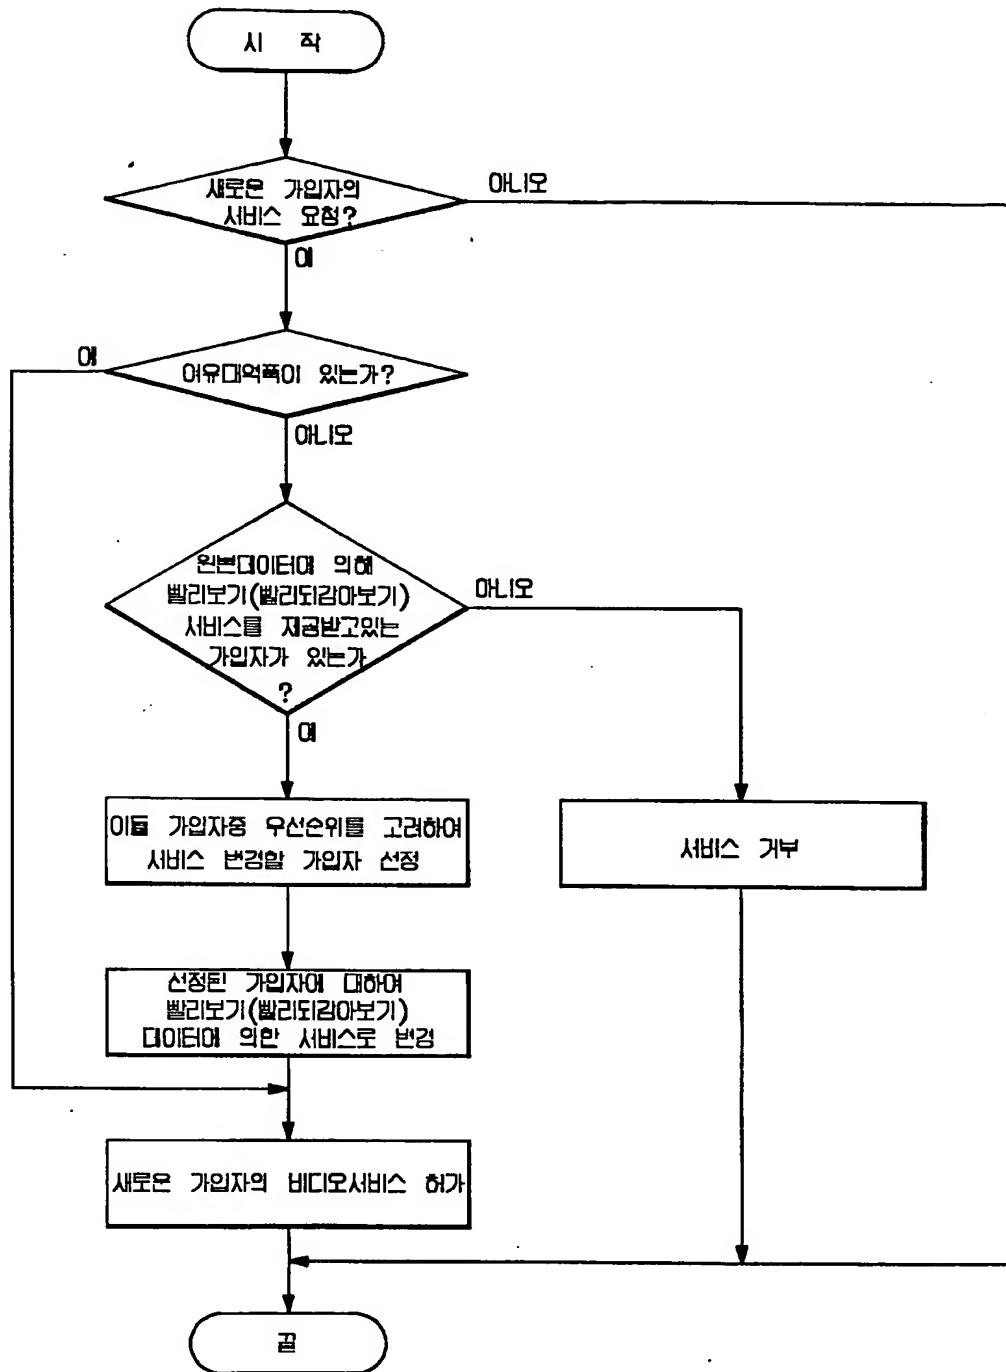 시 작
새로운 가입자의
서비스 요청?
아니오
예
예
여유대역폭이 있는가?
아니오
원본데이터에 의해
빨리보기(빨리되감아보기)
서비스를 제공받고있는
가입자가 있는가
?
아니오
예
이들 가입자중 우선순위를 고려하여
서비스 변경할 가입자 선정
서비스 거부
선정된 가입자에 대하여
빨리보기(빨리되감아보기)
데이터에 의한 서비스로 변경
새로운 가입자의 비디오서비스 허가
끝